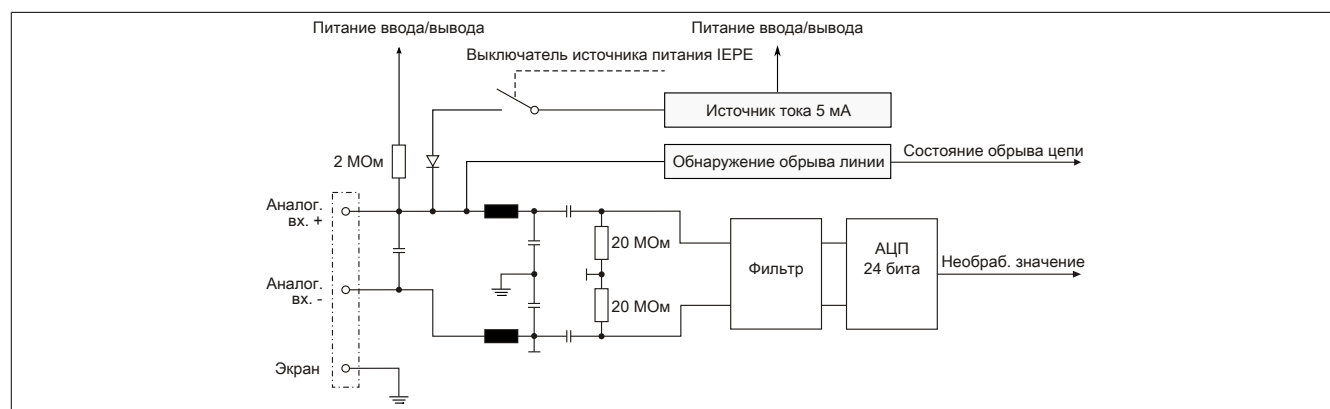 Питание ввода/вывода
Питание ввода/вывода
Выключатель источника питания IEPE
Источник тока 5 мА
2 МОм
Обнаружение обрыва линии
Состояние обрыва цепи
Аналог.
вх. +
20 МОм
Фильтр
АЦП
24 бита
Необраб. значение
Аналог.
вх. -
20 МОм
Экран